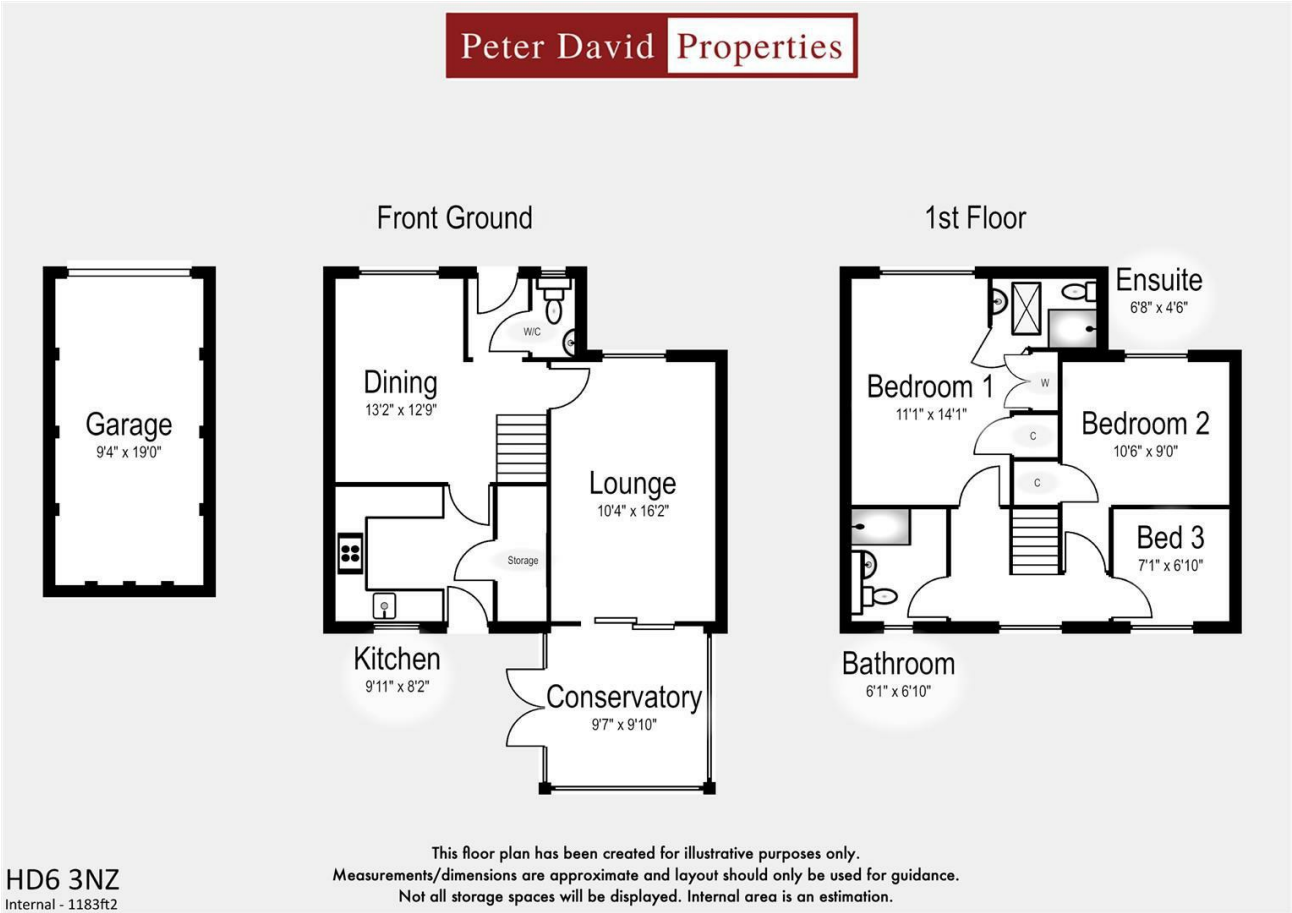 Peter David Properties
Front Ground
1st Floor
Garage
9'4" x 19'0"
W/C
Dining
13'2" x 12'9"
Lounge
10'4" x 16'2"
Storage
Kitchen
9'11" x 8'2"
Conservatory
9'7" x 9'10"
Ensuite
6'8" x 4'6"
Bedroom 1
11'1" x 14'1"
W
C
C
Bedroom 2
10'6" x 9'0"
Bed 3
7'1" x 6'10"
Bathroom
6'1" x 6'10"
This floor plan has been created for illustrative purposes only.
Measurements/dimensions are approximate and layout should only be used for guidance.
Not all storage spaces will be displayed. Internal area is an estimation.
HD6 3NZ
Internal - 1183ft2